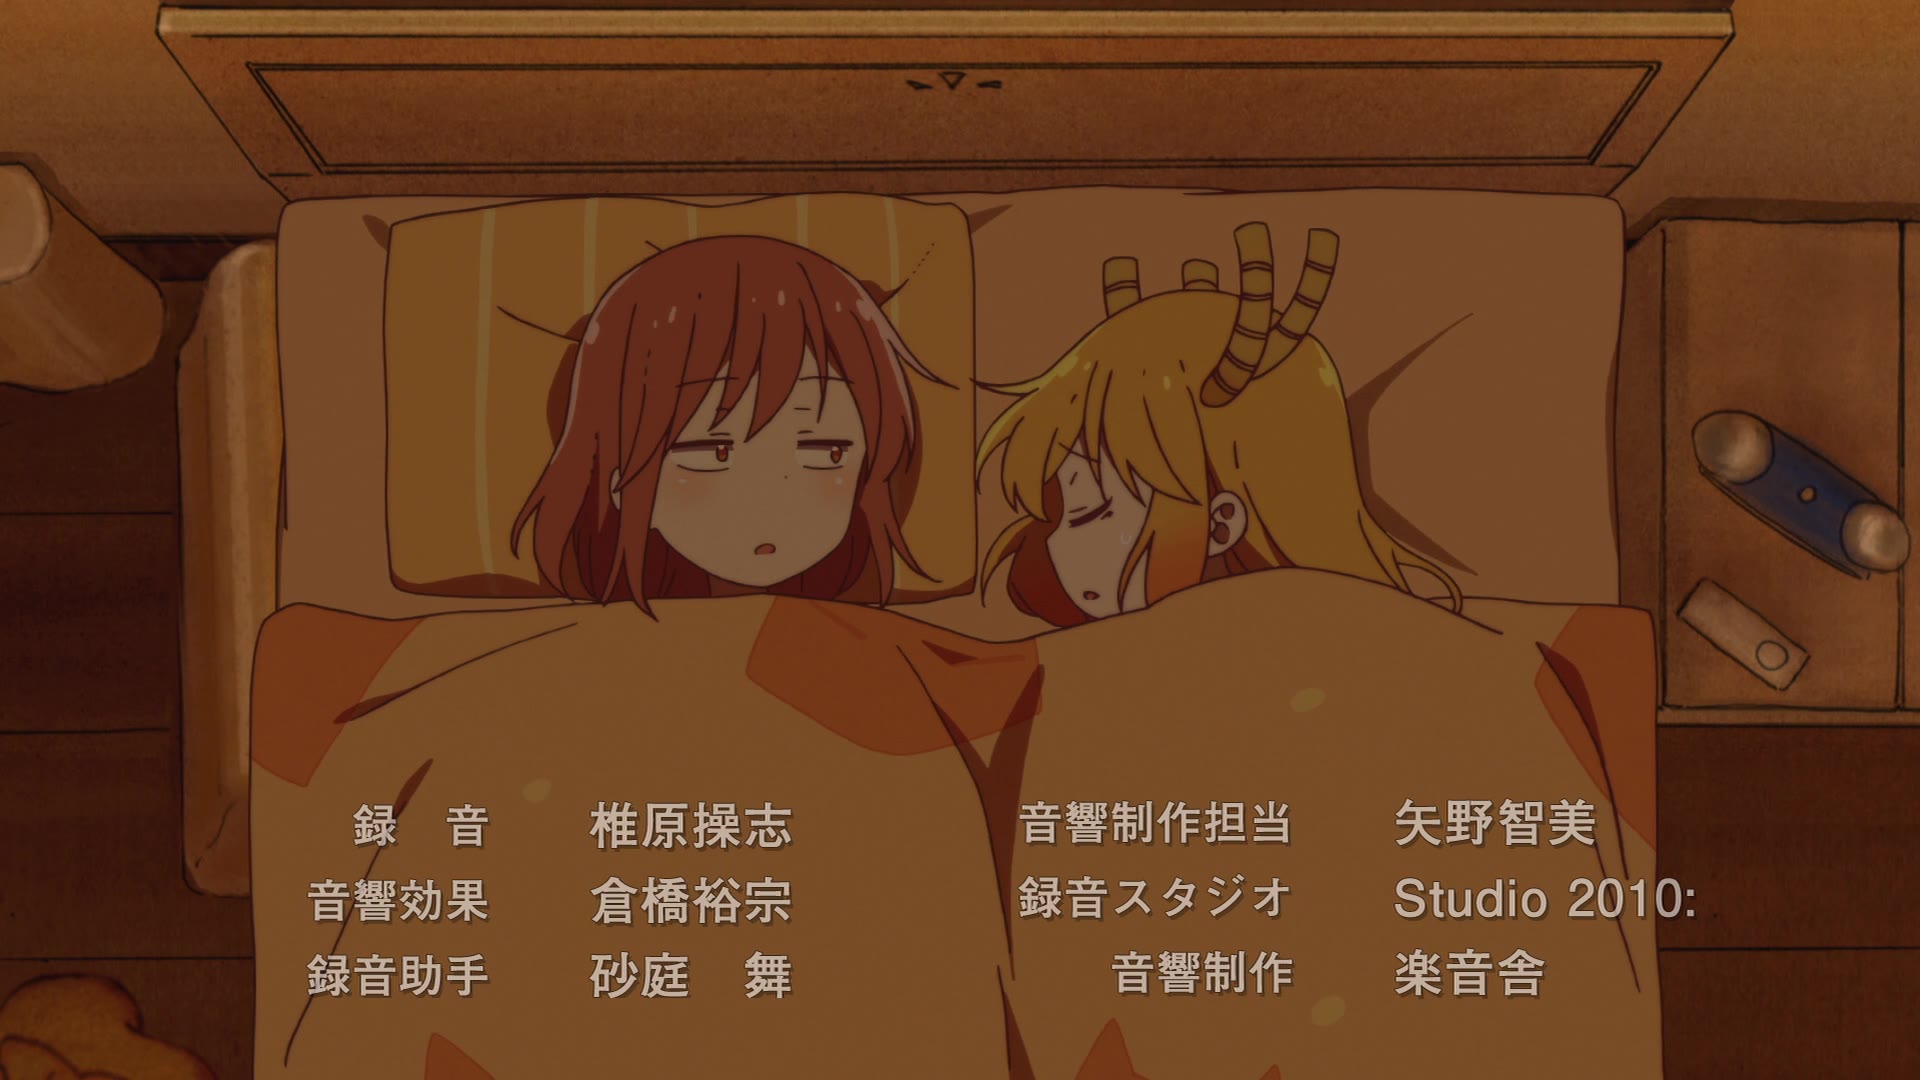 録　音　椎原操志
音響効果　倉橋裕宗
録音助手　砂庭　舞
音響制作担当　矢野智美
録音スタジオ　Studio 2010:
音響制作　楽音舎